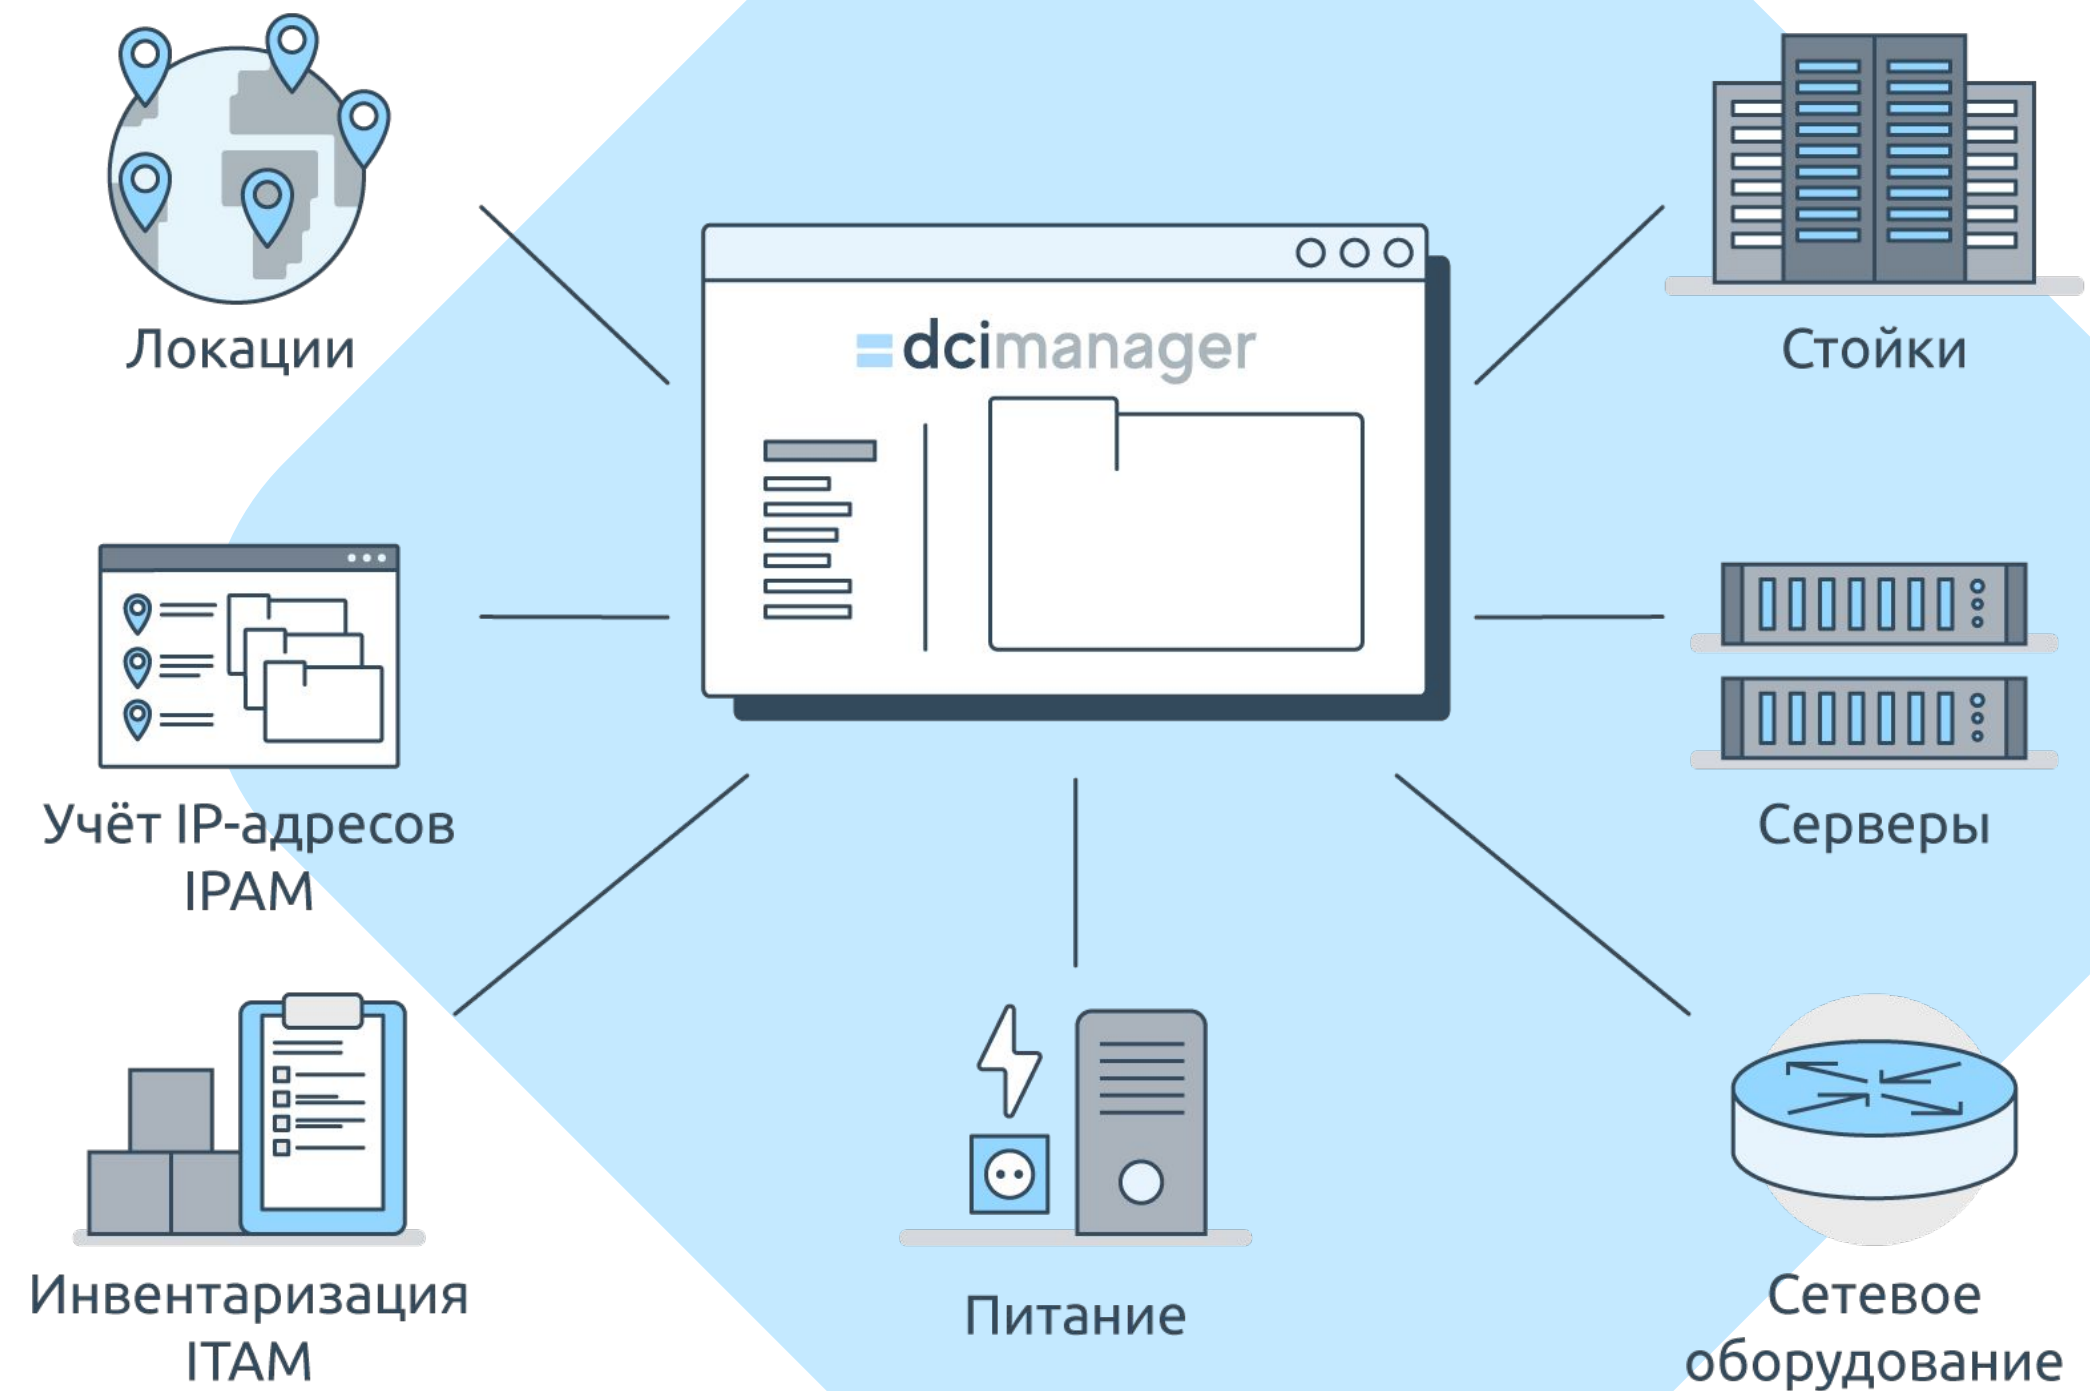 dcimanager
Локации
Стойки
Учёт IP-адресов
IPAM
Серверы
Инвентаризация
ITAM
Питание
Сетевое
оборудование